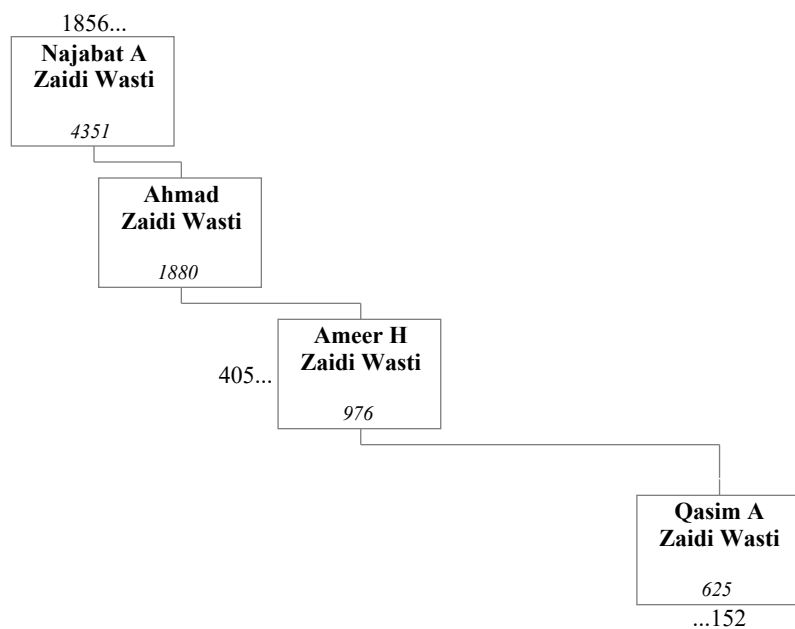 1856...
Najabat A
Zaidi Wasti
4351
Ahmad
Zaidi Wasti
1880
Ameer H
Zaidi Wasti
405...
976
Qasim A
Zaidi Wasti
625
...152